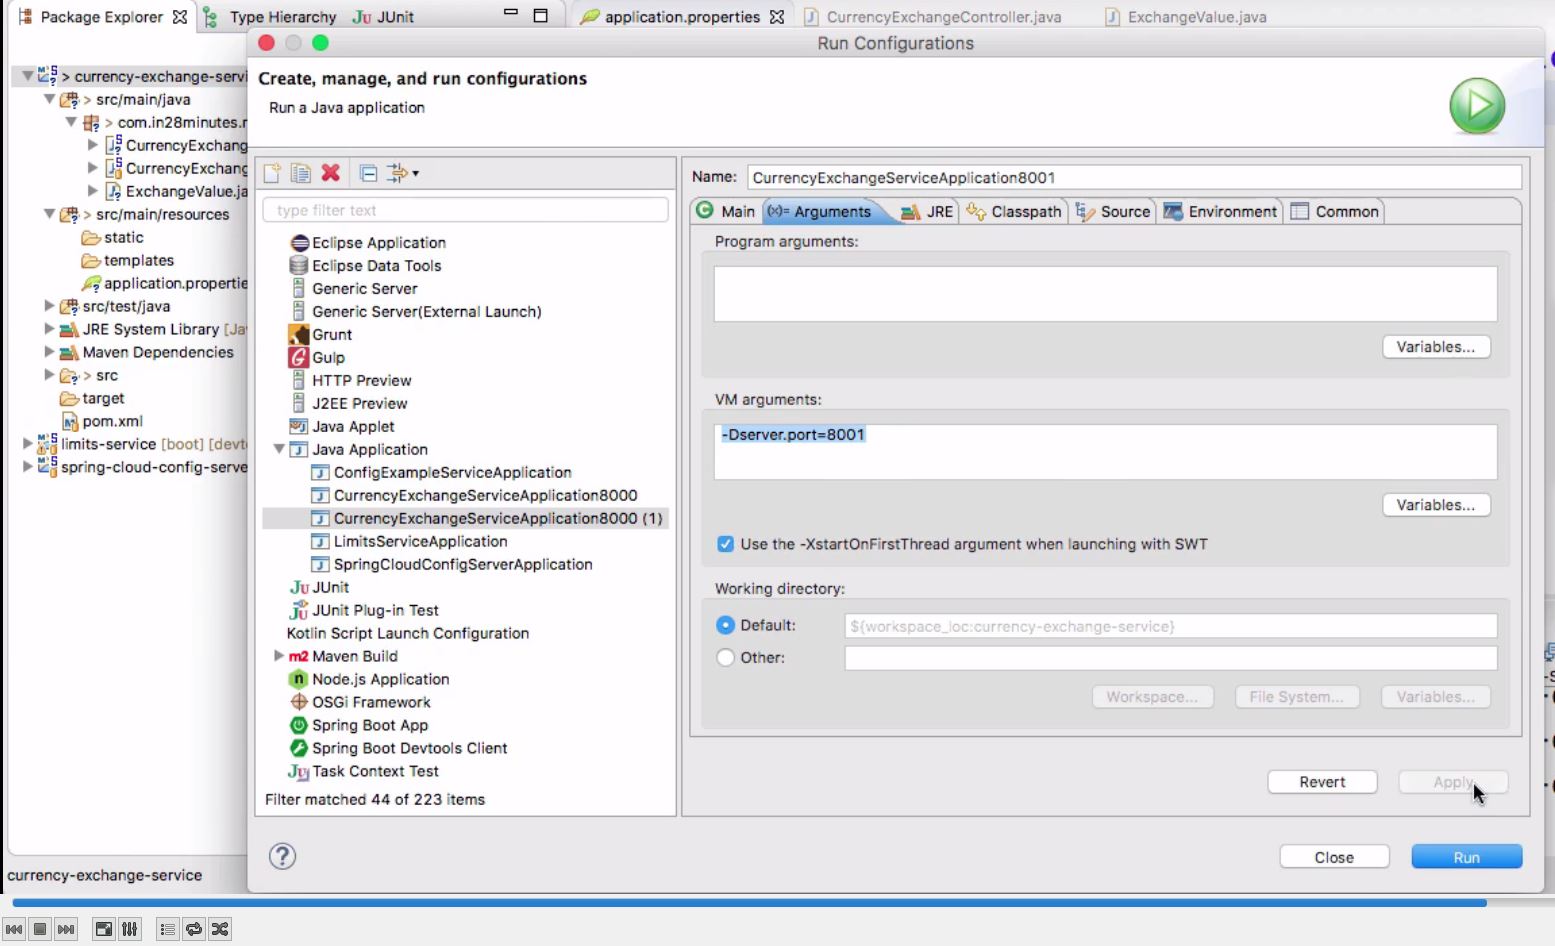 Package Explorer
Type Hierarchy
JUnit
application.properties
CurrencyExchangeController.java
ExchangeValue.java
Run Configurations
Create, manage, and run configurations
Run a Java application
> currency-exchange-servi
> src/main/java
> com.in28minutes.r
CurrencyExchang
CurrencyExchang
ExchangeValue.ja
> src/main/resources
static
templates
application.propertie
src/test/java
JRE System Library [Ja
Maven Dependencies
> src
target
pom.xml
limits-service [boot] [devt
spring-cloud-config-serve
currency-exchange-service
type filter text
Eclipse Application
Eclipse Data Tools
Generic Server
Generic Server(External Launch)
Grunt
Gulp
HTTP Preview
J2EE Preview
Java Applet
Java Application
ConfigExampleServiceApplication
CurrencyExchangeServiceApplication8000
CurrencyExchangeServiceApplication8000 (1)
LimitsServiceApplication
SpringCloudConfigServerApplication
JUnit
JUnit Plug-in Test
Kotlin Script Launch Configuration
m2 Maven Build
Node.js Application
OSGi Framework
Spring Boot App
Spring Boot Devtools Client
Task Context Test
Filter matched 44 of 223 items
Name: CurrencyExchangeServiceApplication8001
Main
(x)= Arguments
JRE
Classpath
Source
Environment
Common
Program arguments:
Variables...
VM arguments:
-Dserver.port=8001
Variables...
Use the -XstartOnFirstThread argument when launching with SWT
Working directory:
Default: ${workspace_loc:currency-exchange-service}
Other:
Workspace...
File System...
Variables...
Revert
Apply
?
Close
Run